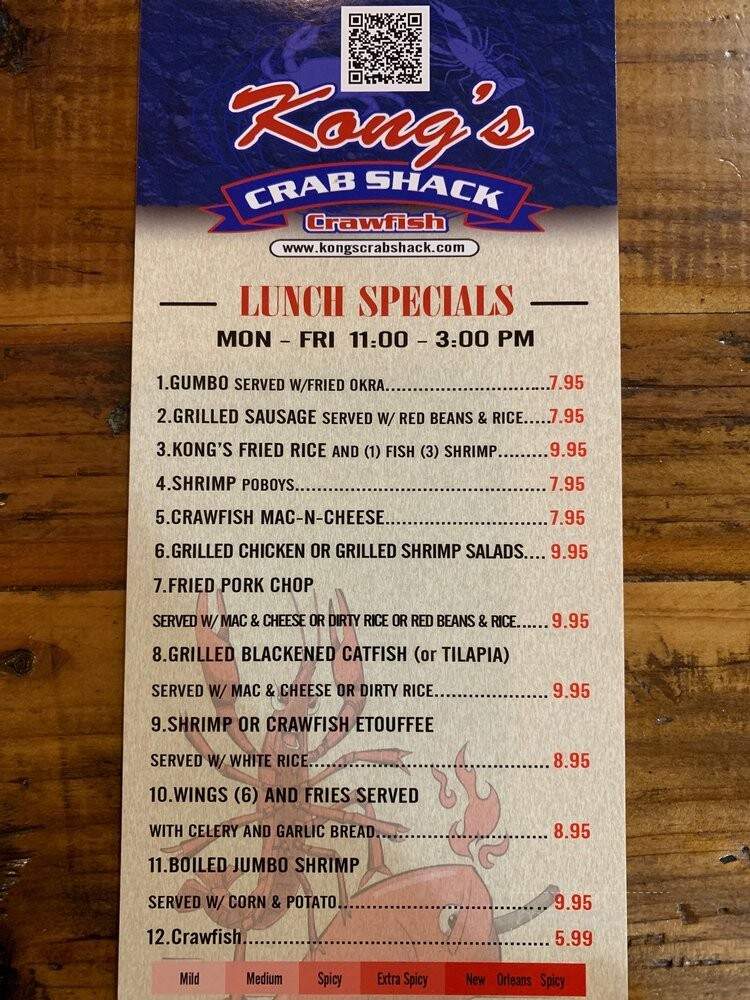 Kong's
CRAB SHACK
Crawfish
www.kongscrabshack.com
LUNCH SPECIALS
MON - FRI 11:00 - 3:00 PM
1.GUMBO SERVED W/FRIED OKRA..............................7.95
2.GRILLED SAUSAGE SERVED W/ RED BEANS & RICE.....7.95
3.KONG'S FRIED RICE AND (1) FISH (3) SHRIMP.........9.95
4.SHRIMP POBOYS..............................................7.95
5.CRAWFISH MAC-N-CHEESE..............................7.95
6.GRILLED CHICKEN OR GRILLED SHRIMP SALADS.... 9.95
7.FRIED PORK CHOP
SERVED W/ MAC & CHEESE OR DIRTY RICE OR RED BEANS & RICE...... 9.95
8.GRILLED BLACKENED CATFISH (or TILAPIA)
SERVED W/ MAC & CHEESE OR DIRTY RICE..................... 9.95
9.SHRIMP OR CRAWFISH ETOUFFEE
SERVED W/ WHITE RICE............................................ 8.95
10.WINGS (6) AND FRIES SERVED
WITH CELERY AND GARLIC BREAD............................... 8.95
11.BOILED JUMBO SHRIMP
SERVED W/ CORN & POTATO...................................... 9.95
12.Crawfish....................................................... 5.99
Mild Medium Spicy Extra Spicy New Orleans Spicy